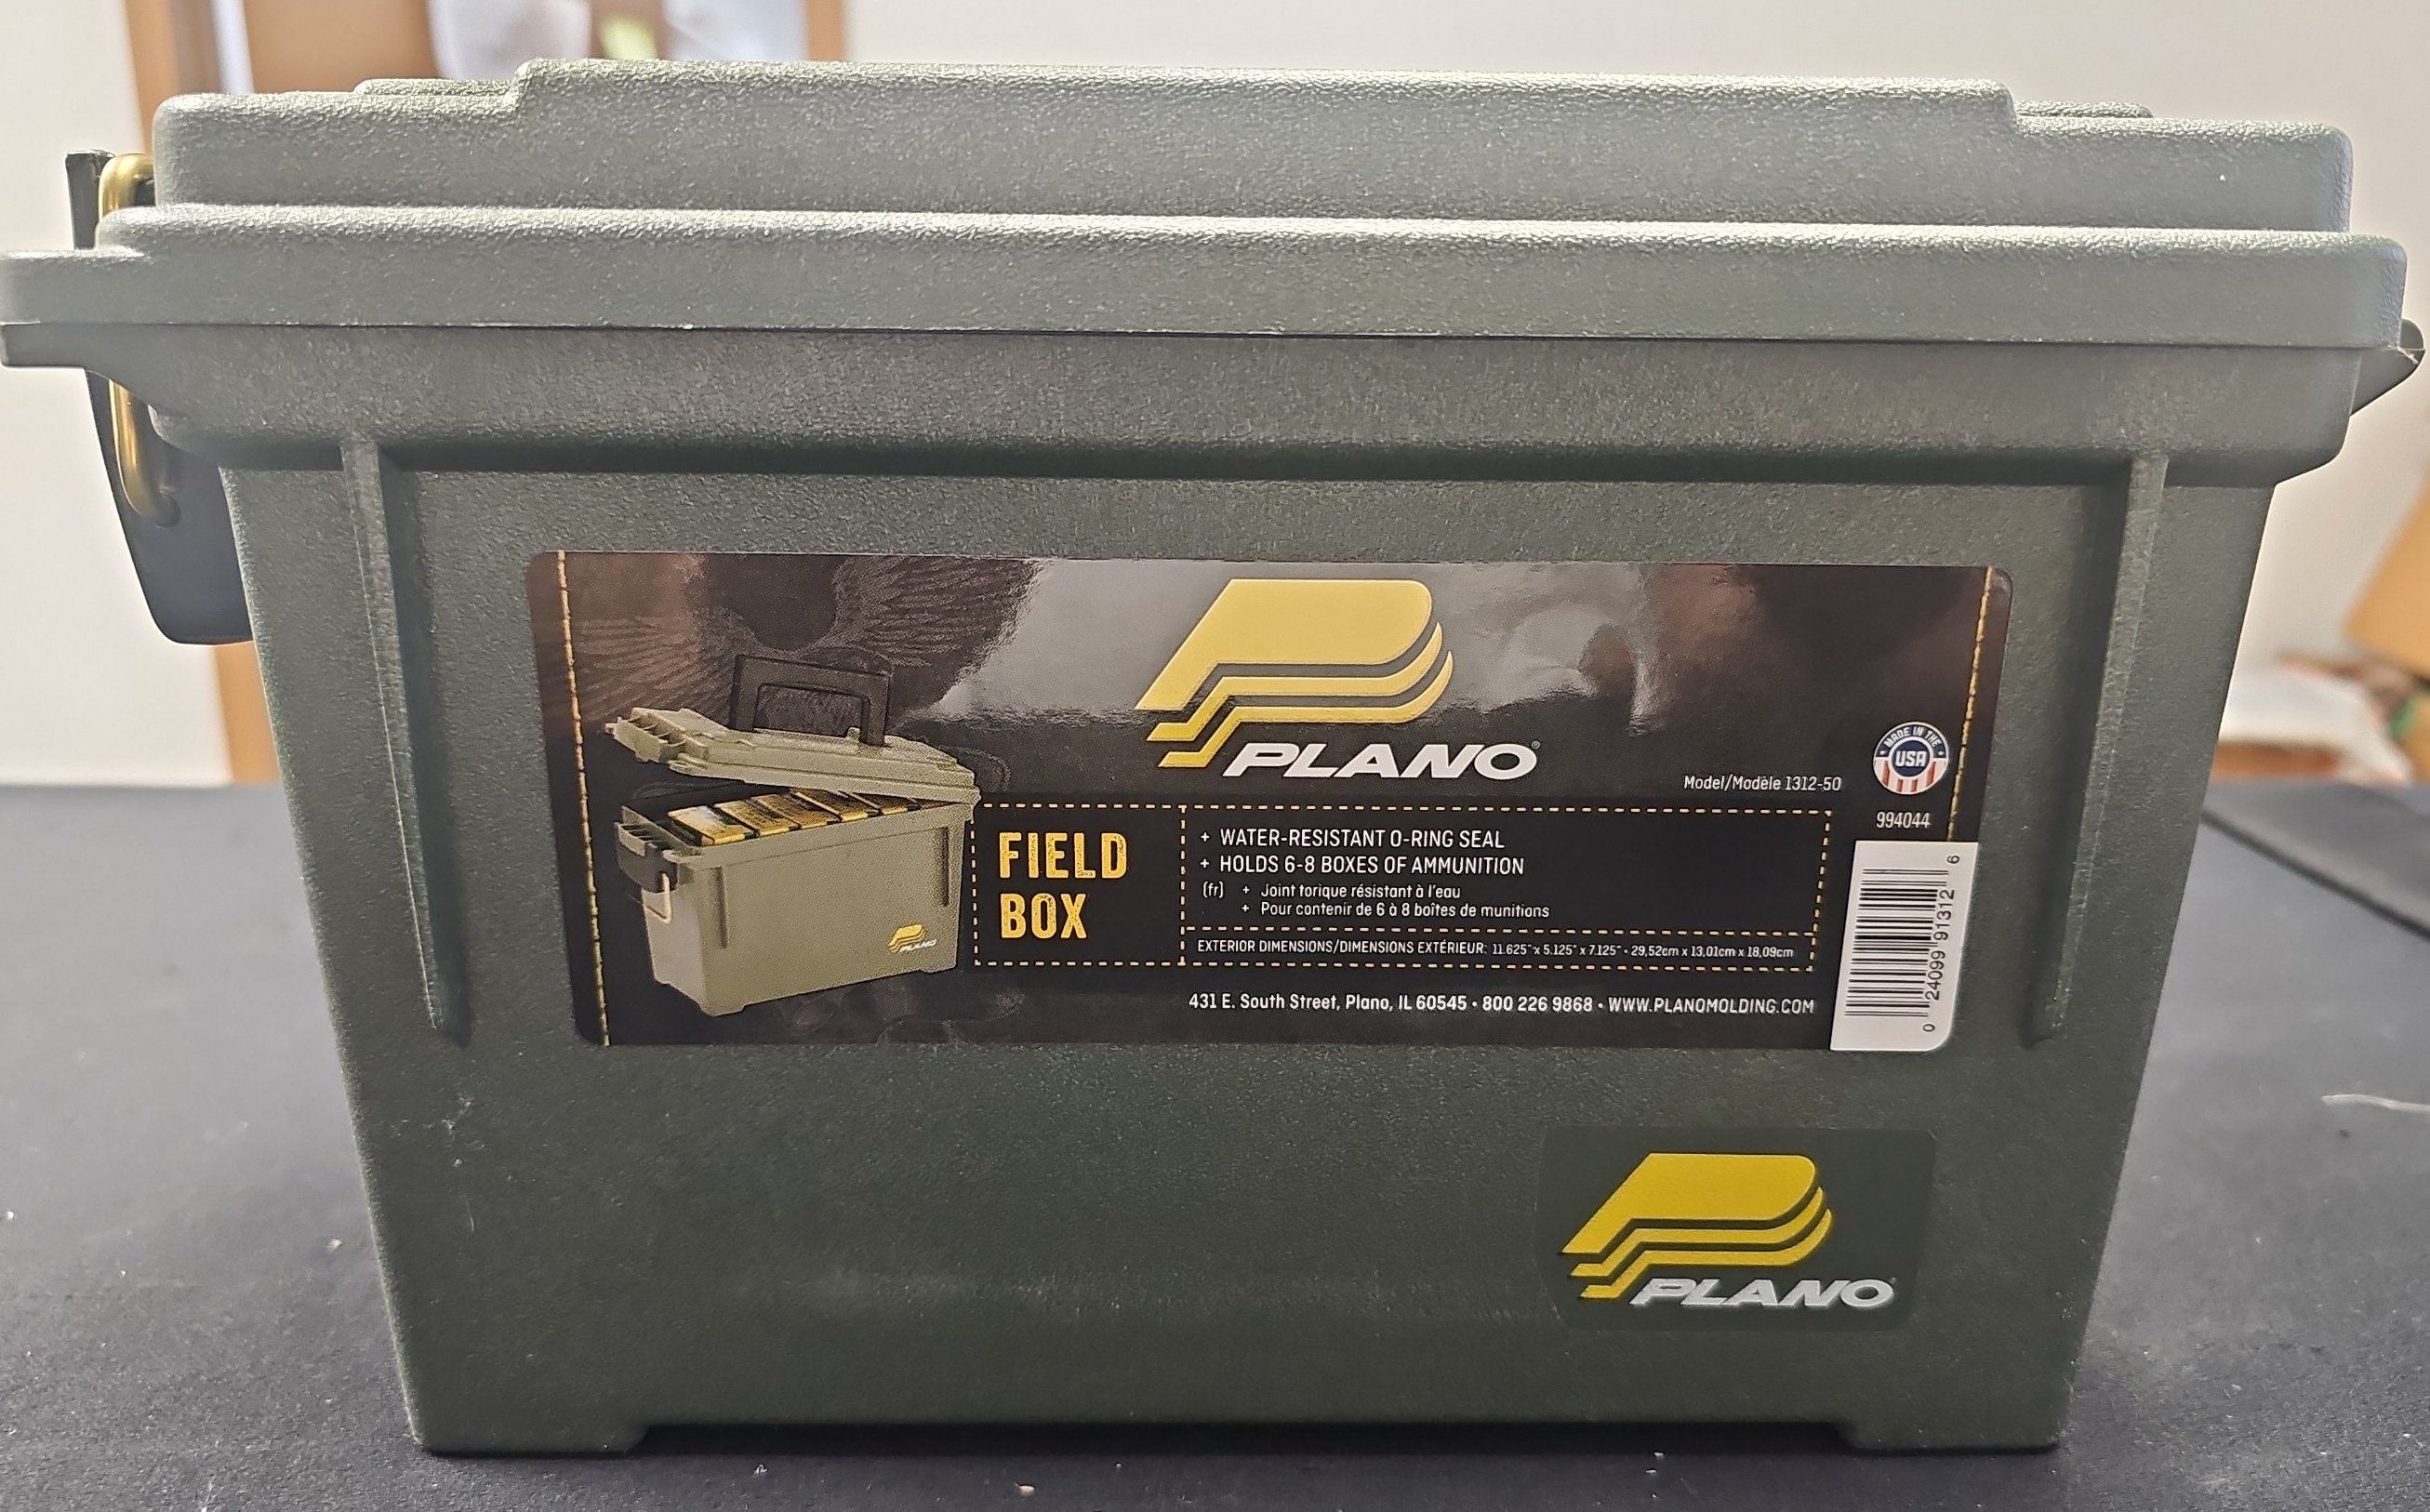 PLANO®
MADE IN THE
USA
Model/Modèle 1312-50
994044
FIELD
BOX
+ WATER-RESISTANT O-RING SEAL
+ HOLDS 6-8 BOXES OF AMMUNITION
(fr) + Joint torique résistant à l'eau
+ Pour contenir de 6 à 8 boîtes de munitions
EXTERIOR DIMENSIONS/DIMENSIONS EXTÉRIEUR: 11.625" x 5.125" x 7.125" • 29,52cm x 13,01cm x 18,09cm
431 E. South Street, Plano, IL 60545 • 800 226 9868 • WWW.PLANOMOLDING.COM
0 24099 91312 6
PLANO
PLANO®